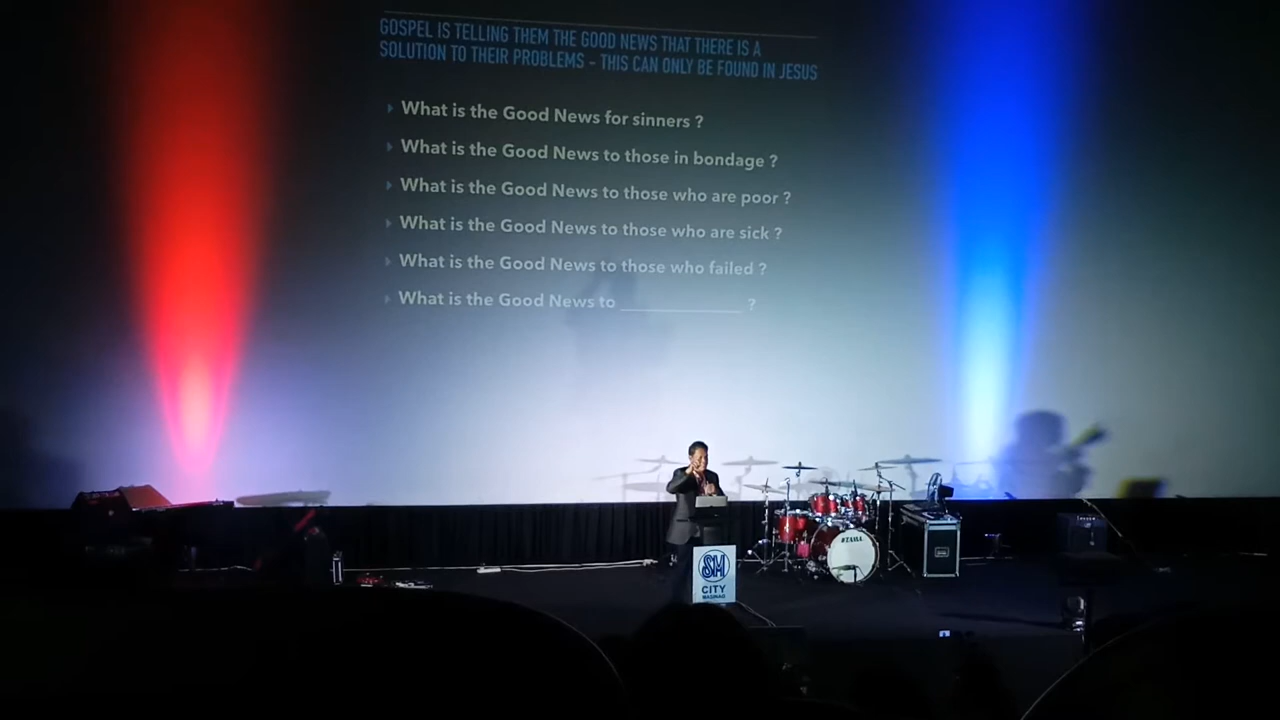 GOSPEL IS TELLING THEM THE GOOD NEWS THAT THERE IS A
SOLUTION TO THEIR PROBLEMS - THIS CAN ONLY BE FOUND IN JESUS
What is the Good News for sinners ?
What is the Good News to those in bondage ?
What is the Good News to those who are poor ?
What is the Good News to those who are sick ?
What is the Good News to those who failed ?
What is the Good News to ____________ ?
TAMA
SM
CITY
MASINAG